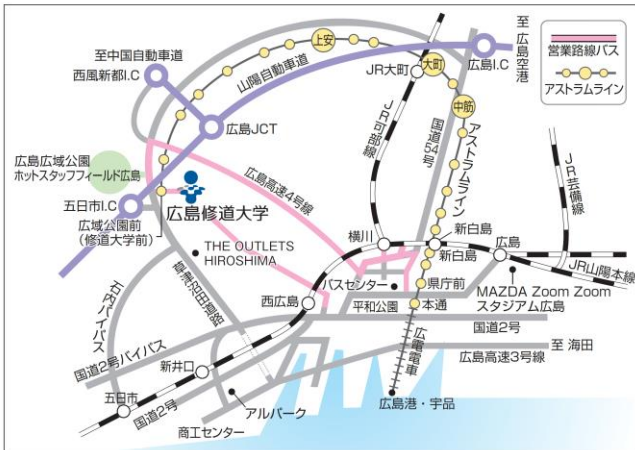 至中国自動車道
西風新都I.C
上安
山陽自動車道
広島JCT
JR大町
大町
広島I.C
至広島空港
営業路線バス
アストラムライン
中筋
JR可部線
国道54号
アストラムライン
JR芸備線
広島広域公園
ホットスタッフフィールド広島
五日市I.C
広域公園前
(修道大学前)
広島修道大学
広島高速4号線
THE OUTLETS
HIROSHIMA
横川
新白島
新白島
広島
JR山陽本線
バスセンター
県庁前
平和公園
本通
MAZDA Zoom Zoom
スタジアム広島
西広島
石内バイパス
草津沼田道路
国道2号
国道2号バイパス
新井口
広電電車
至 海田
広島高速3号線
五日市
国道2号
アルパーク
商工センター
広島港・宇品